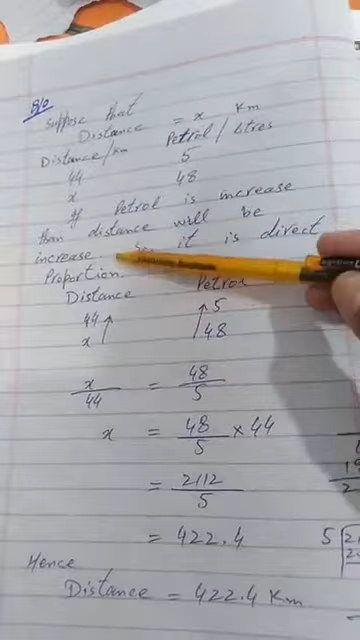 Suppose that
Distance = x Km
Distance/Km Petrol/Litres
44 5
x 48
If Petrol is increase
than distance will be
increase So, it is direct
Proportion.
Distance Petrol
44 5
x 48
x/44 = 48/5
x = 48/5 × 44
= 2112/5
= 422.4
Hence
Distance = 422.4 Km